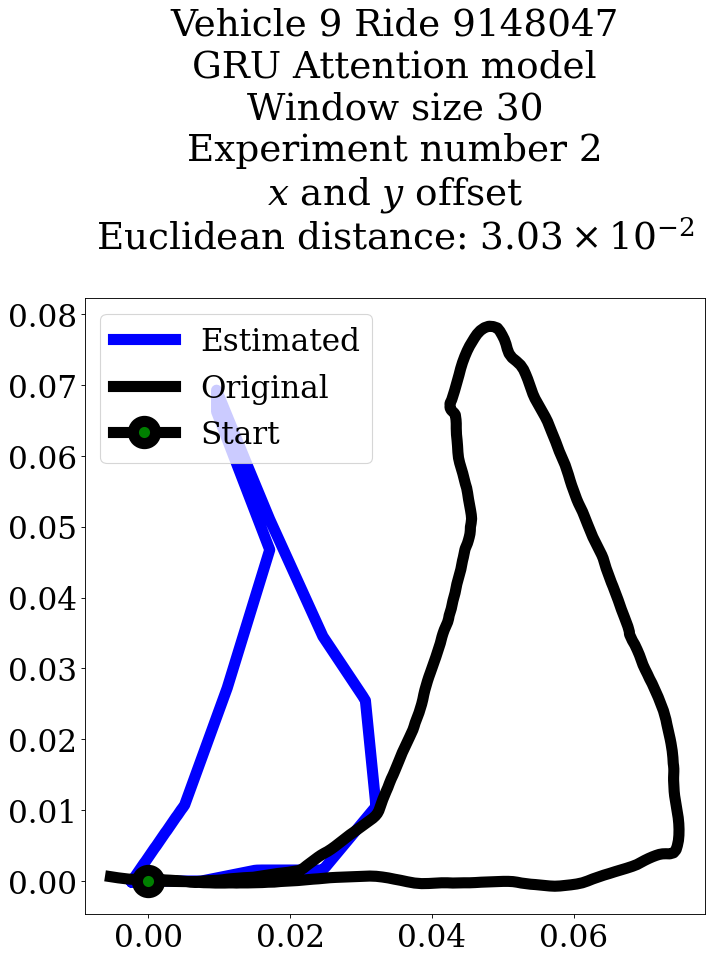 Vehicle 9 Ride 9148047
GRU Attention model
Window size 30
Experiment number 2
x and y offset
Euclidean distance: 3.03 × 10⁻²
0.08
0.07
0.06
0.05
0.04
0.03
0.02
0.01
0.00
Estimated
Original
Start
0.00 0.02 0.04 0.06